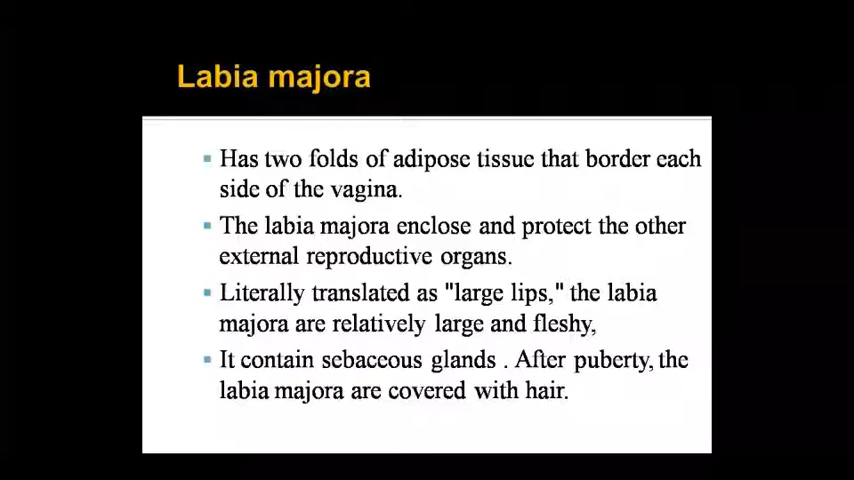 Labia majora
Has two folds of adipose tissue that border each
side of the vagina.
The labia majora enclose and protect the other
external reproductive organs.
Literally translated as "large lips," the labia
majora are relatively large and fleshy,
It contain sebaceous glands . After puberty, the
labia majora are covered with hair.